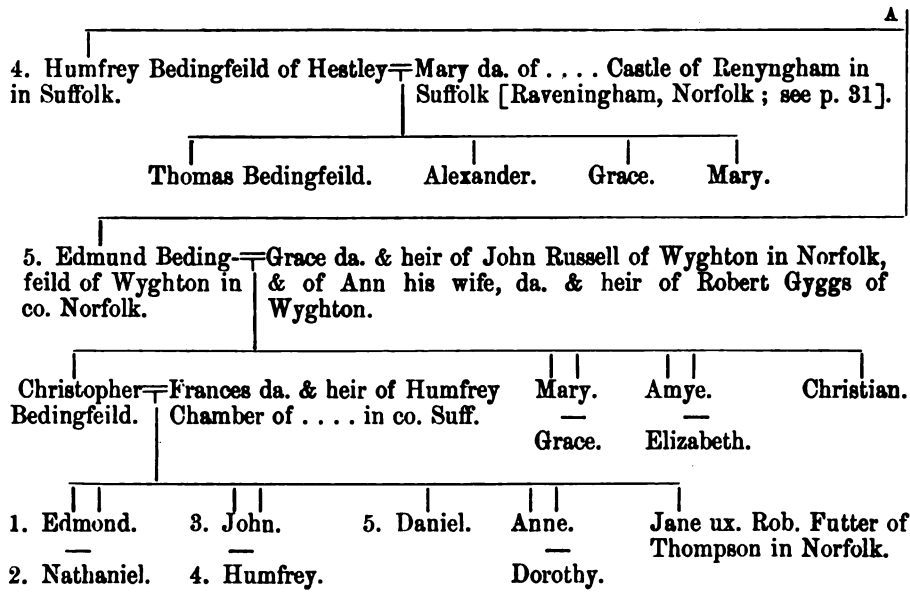 A
4. Humfrey Bedingfeild of Hestley╤Mary da. of .... Castle of Renyngham in
in Suffolk. Suffolk [Raveningham, Norfolk ; see p. 31].
Thomas Bedingfeild. Alexander. Grace. Mary.
5. Edmund Beding-╤Grace da. & heir of John Russell of Wyghton in Norfolk,
feild of Wyghton in & of Ann his wife, da. & heir of Robert Gyggs of
co. Norfolk. Wyghton.
Christopher╤Frances da. & heir of Humfrey Mary. Amye. Christian.
Bedingfeild. Chamber of .... in co. Suff. — —
Grace. Elizabeth.
1. Edmond. 3. John. 5. Daniel. Anne. Jane ux. Rob. Futter of
— — — Thompson in Norfolk.
2. Nathaniel. 4. Humfrey. Dorothy.